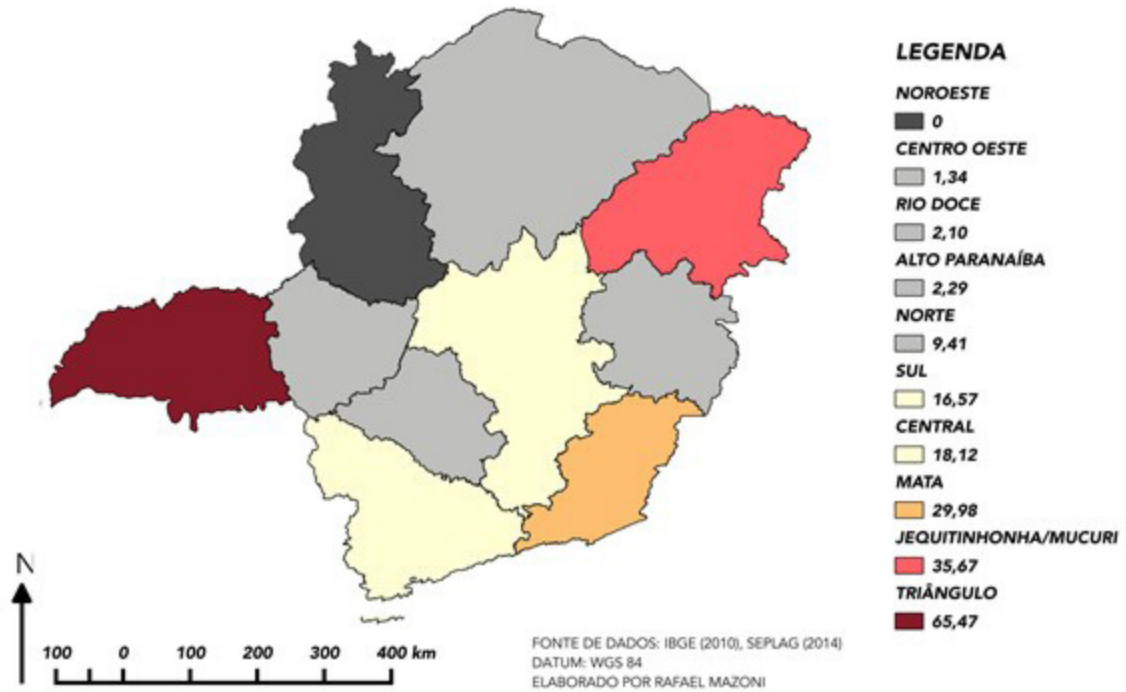 LEGENDA
NOROESTE
0
CENTRO OESTE
1,34
RIO DOCE
2,10
ALTO PARANAÍBA
2,29
NORTE
9,41
SUL
16,57
CENTRAL
18,12
MATA
29,98
JEQUITINHONHA/MUCURI
35,67
TRIÂNGULO
65,47
N
100 0 100 200 300 400 km
FONTE DE DADOS: IBGE (2010), SEPLAG (2014)
DATUM: WGS 84
ELABORADO POR RAFAEL MAZONI